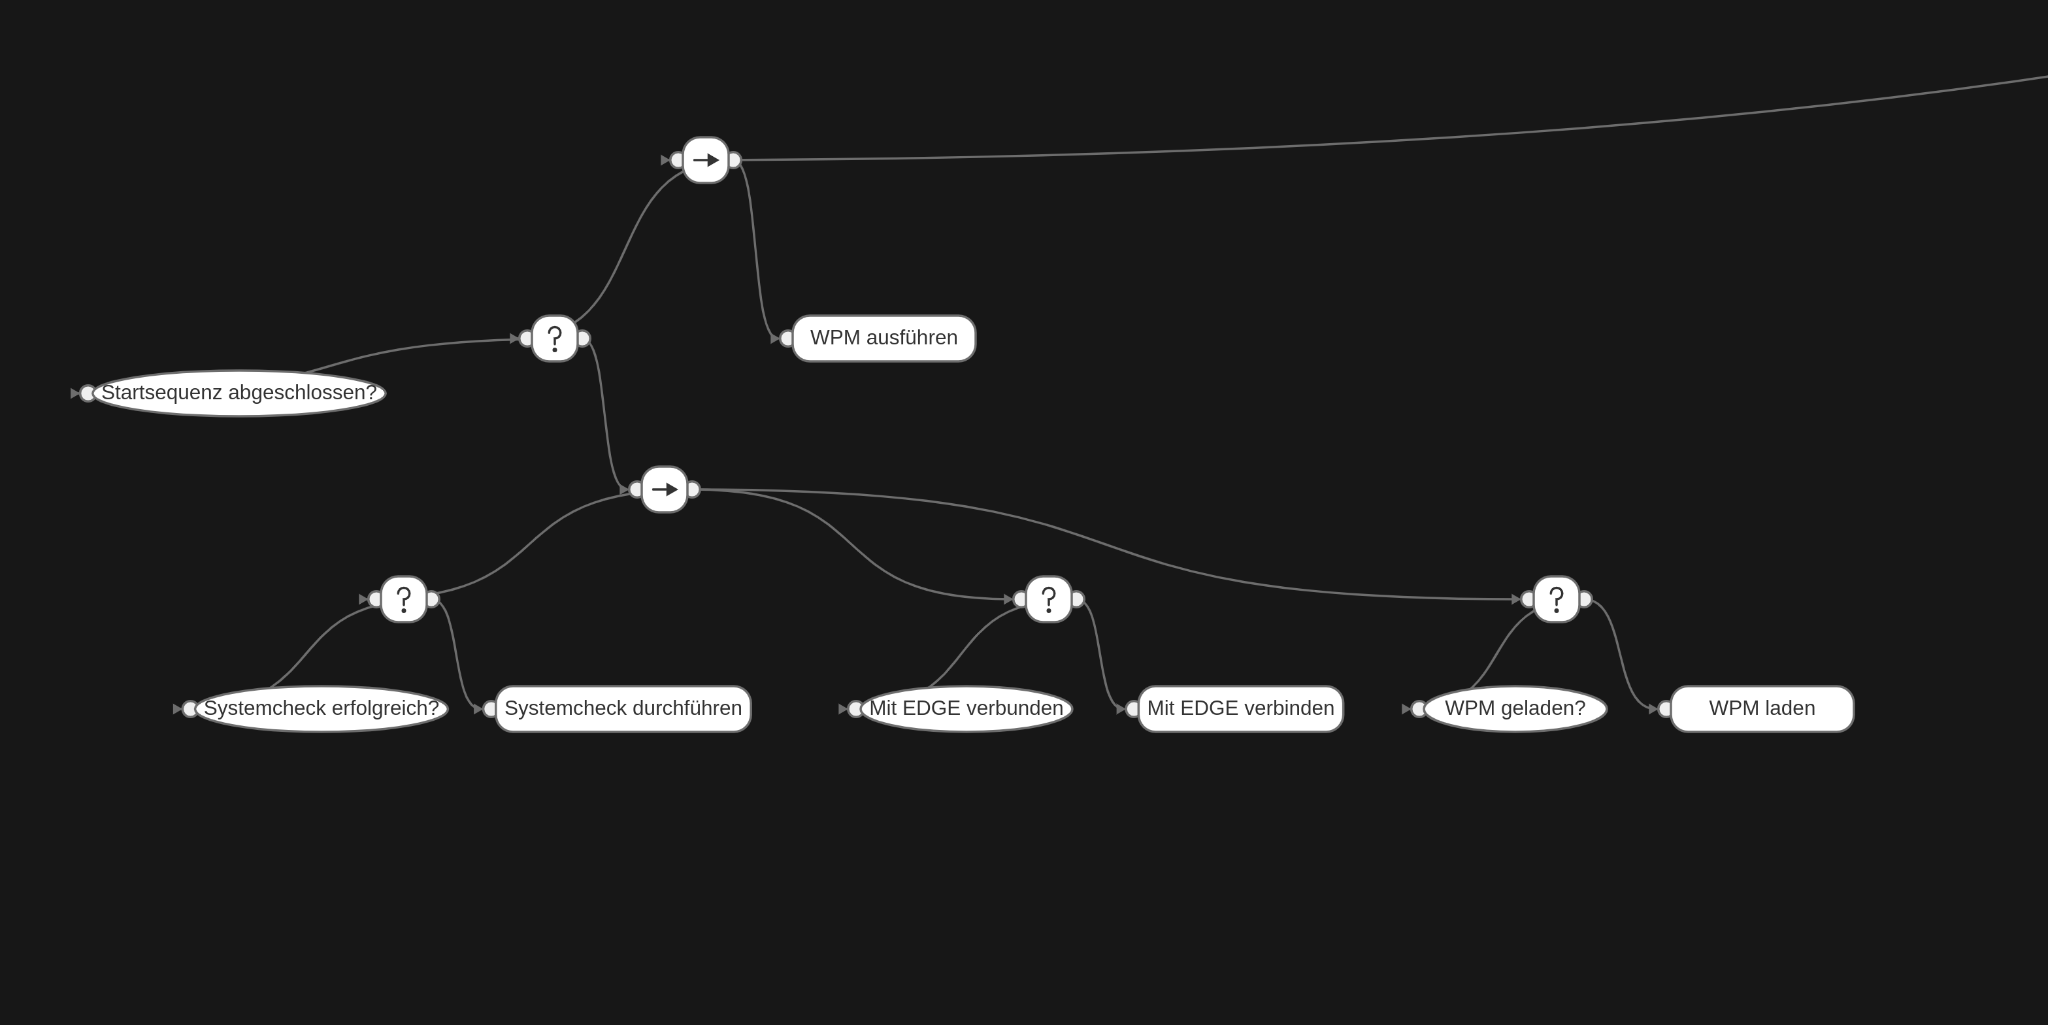 →
?
WPM ausführen
Startsequenz abgeschlossen?
→
?
?
?
Systemcheck erfolgreich?
Systemcheck durchführen
Mit EDGE verbunden
Mit EDGE verbinden
WPM geladen?
WPM laden